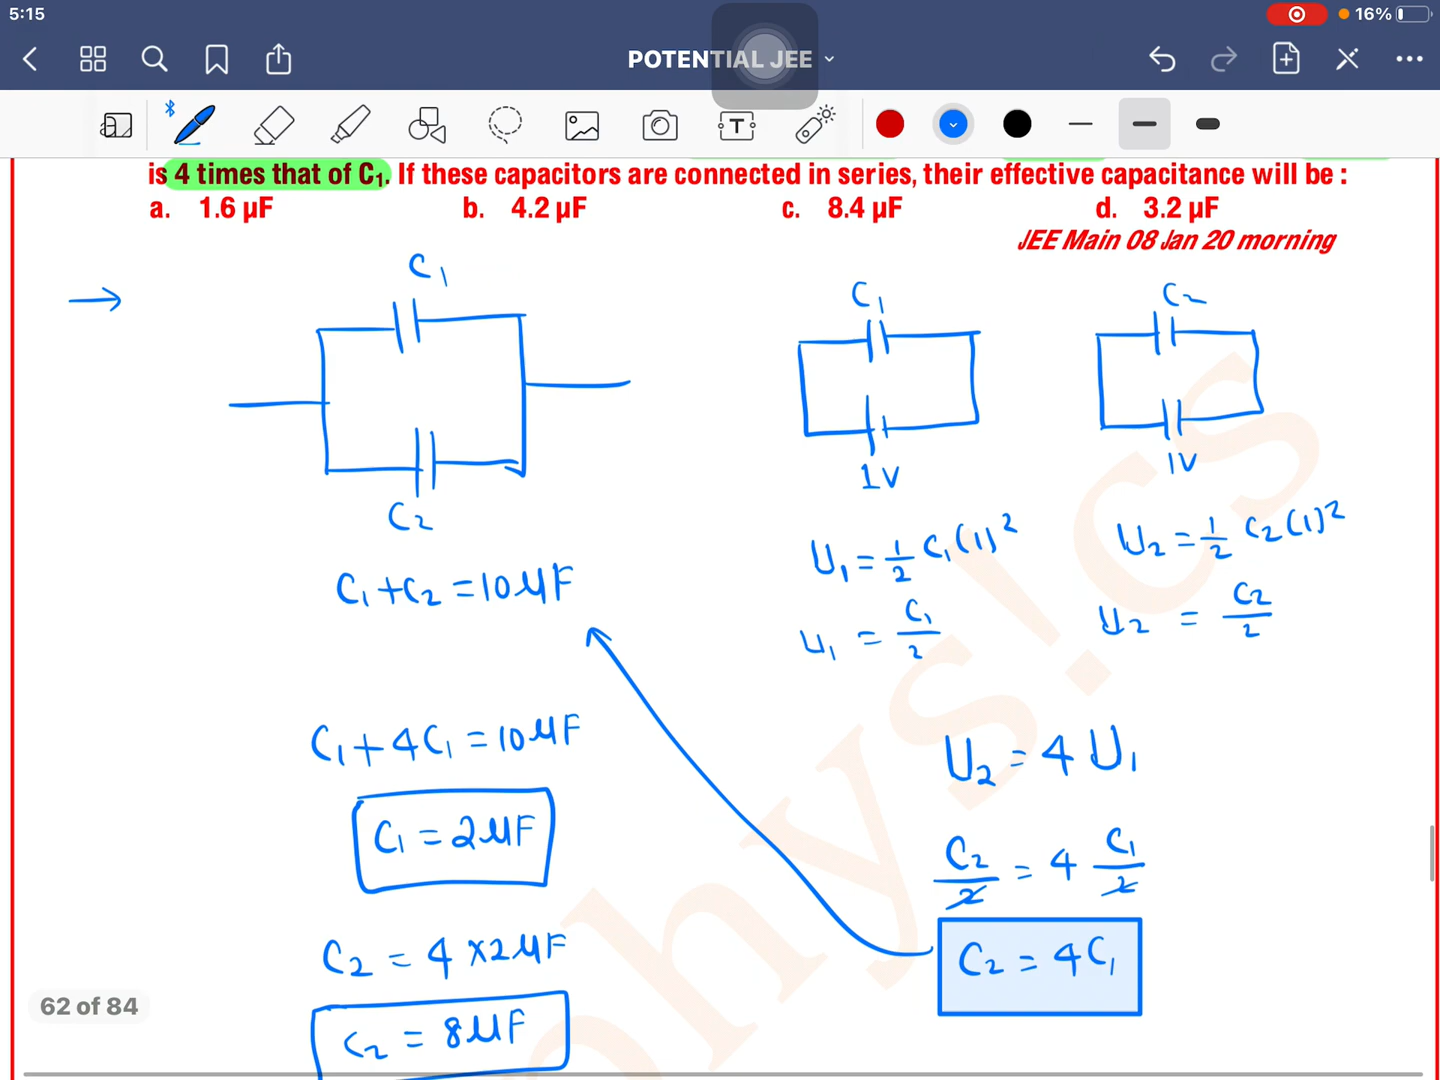 5:15
16%
POTENTIAL JEE
T
is 4 times that of C₁. If these capacitors are connected in series, their effective capacitance will be :
a. 1.6 µF b. 4.2 µF c. 8.4 µF d. 3.2 µF
JEE Main 08 Jan 20 morning
→
C₁
C₂
C₁+C₂ = 10µF
C₁+4C₁ = 10µF
C₁ = 2µF
C₂ = 4×2µF
C₂ = 8µF
C₁
1V
U₁ = 1/2 C₁(1)²
U₁ = C₁/2
C₂
1V
U₂ = 1/2 C₂(1)²
U₂ = C₂/2
U₂ = 4U₁
C₂/2 = 4 C₁/2
C₂ = 4C₁
phys!cs
62 of 84